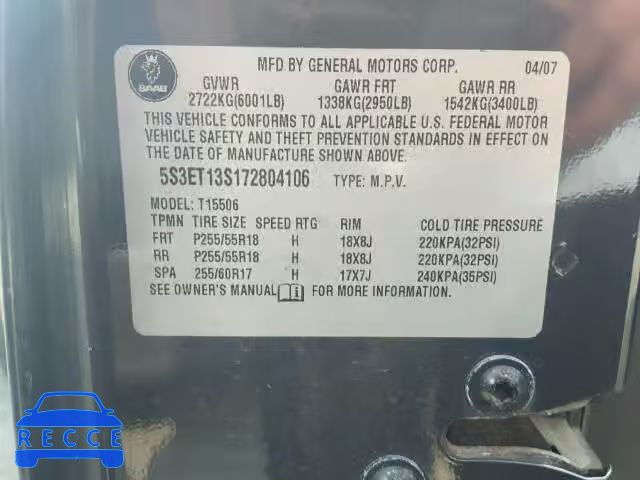 MFD BY GENERAL MOTORS CORP. 04/07
SAAB
GVWR GAWR FRT GAWR RR
2722KG(6001LB) 1338KG(2950LB) 1542KG(3400LB)
THIS VEHICLE CONFORMS TO ALL APPLICABLE U.S. FEDERAL MOTOR
VEHICLE SAFETY AND THEFT PREVENTION STANDARDS IN EFFECT ON
THE DATE OF MANUFACTURE SHOWN ABOVE.
5S3ET13S172804106 TYPE: M.P.V.
MODEL: T15506
TPMN TIRE SIZE SPEED RTG RIM COLD TIRE PRESSURE
FRT P255/55R18 H 18X8J 220KPA(32PSI)
RR P255/55R18 H 18X8J 220KPA(32PSI)
SPA 255/60R17 H 17X7J 240KPA(35PSI)
SEE OWNER'S MANUAL FOR MORE INFORMATION.
RECCE